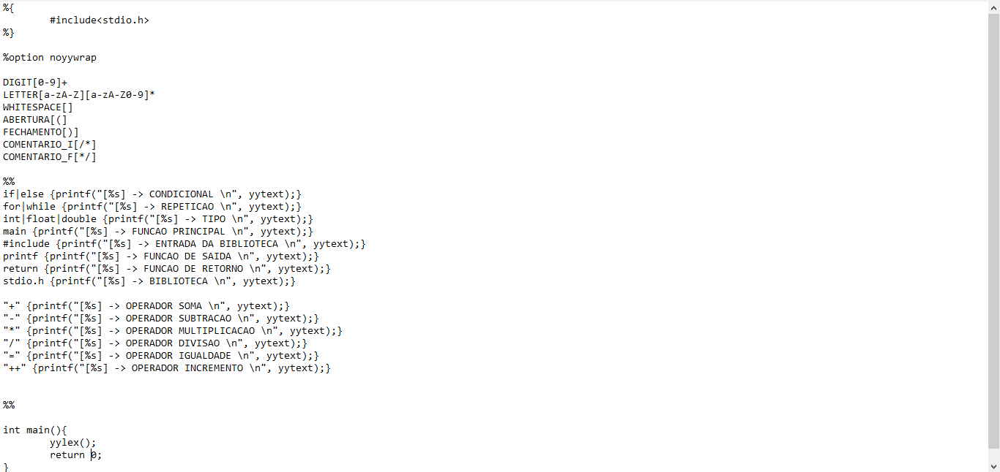 %{
	#include<stdio.h>
%}

%option noyywrap

DIGIT[0-9]+
LETTER[a-zA-Z][a-zA-Z0-9]*
WHITESPACE[]
ABERTURA[(]
FECHAMENTO[)]
COMENTARIO_I[/*]
COMENTARIO_F[*/]

%%
if|else {printf("[%s] -> CONDICIONAL \n", yytext);}
for|while {printf("[%s] -> REPETICAO \n", yytext);}
int|float|double {printf("[%s] -> TIPO \n", yytext);}
main {printf("[%s] -> FUNCAO PRINCIPAL \n", yytext);}
#include {printf("[%s] -> ENTRADA DA BIBLIOTECA \n", yytext);}
printf {printf("[%s] -> FUNCAO DE SAIDA \n", yytext);}
return {printf("[%s] -> FUNCAO DE RETORNO \n", yytext);}
stdio.h {printf("[%s] -> BIBLIOTECA \n", yytext);}

"+" {printf("[%s] -> OPERADOR SOMA \n", yytext);}
"-" {printf("[%s] -> OPERADOR SUBTRACAO \n", yytext);}
"*" {printf("[%s] -> OPERADOR MULTIPLICACAO \n", yytext);}
"/" {printf("[%s] -> OPERADOR DIVISAO \n", yytext);}
"=" {printf("[%s] -> OPERADOR IGUALDADE \n", yytext);}
"++" {printf("[%s] -> OPERADOR INCREMENTO \n", yytext);}


%%

int main(){
	yylex();
	return 0;
}